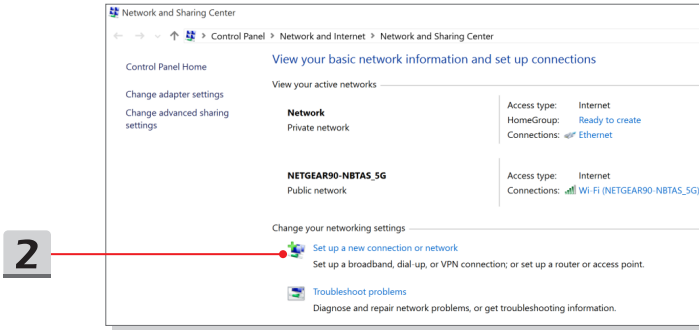 Network and Sharing Center
Control Panel > Network and Internet > Network and Sharing Center
Control Panel Home
Change adapter settings
Change advanced sharing
settings
View your basic network information and set up connections
View your active networks
Network
Private network
Access type: Internet
HomeGroup: Ready to create
Connections: Ethernet
NETGEAR90-NBTAS_5G
Public network
Access type: Internet
Connections: Wi-Fi (NETGEAR90-NBTAS_5G)
Change your networking settings
2
Set up a new connection or network
Set up a broadband, dial-up, or VPN connection; or set up a router or access point.
Troubleshoot problems
Diagnose and repair network problems, or get troubleshooting information.